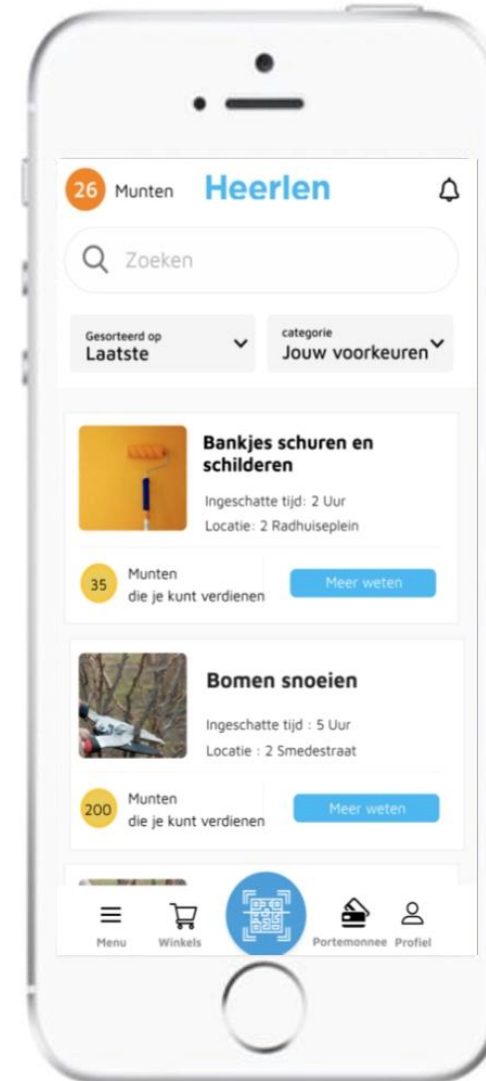 26 Munten Heerlen
Zoeken
Gesorteerd op
Laatste
categorie
Jouw voorkeuren
Bankjes schuren en
schilderen
Ingeschatte tijd: 2 Uur
Locatie: 2 Radhuiseplein
35
Munten
die je kunt verdienen
Meer weten
Bomen snoeien
Ingeschatte tijd : 5 Uur
Locatie : 2 Smedestraat
200
Munten
die je kunt verdienen
Meer weten
Menu
Winkels
Portemonnee
Profiel